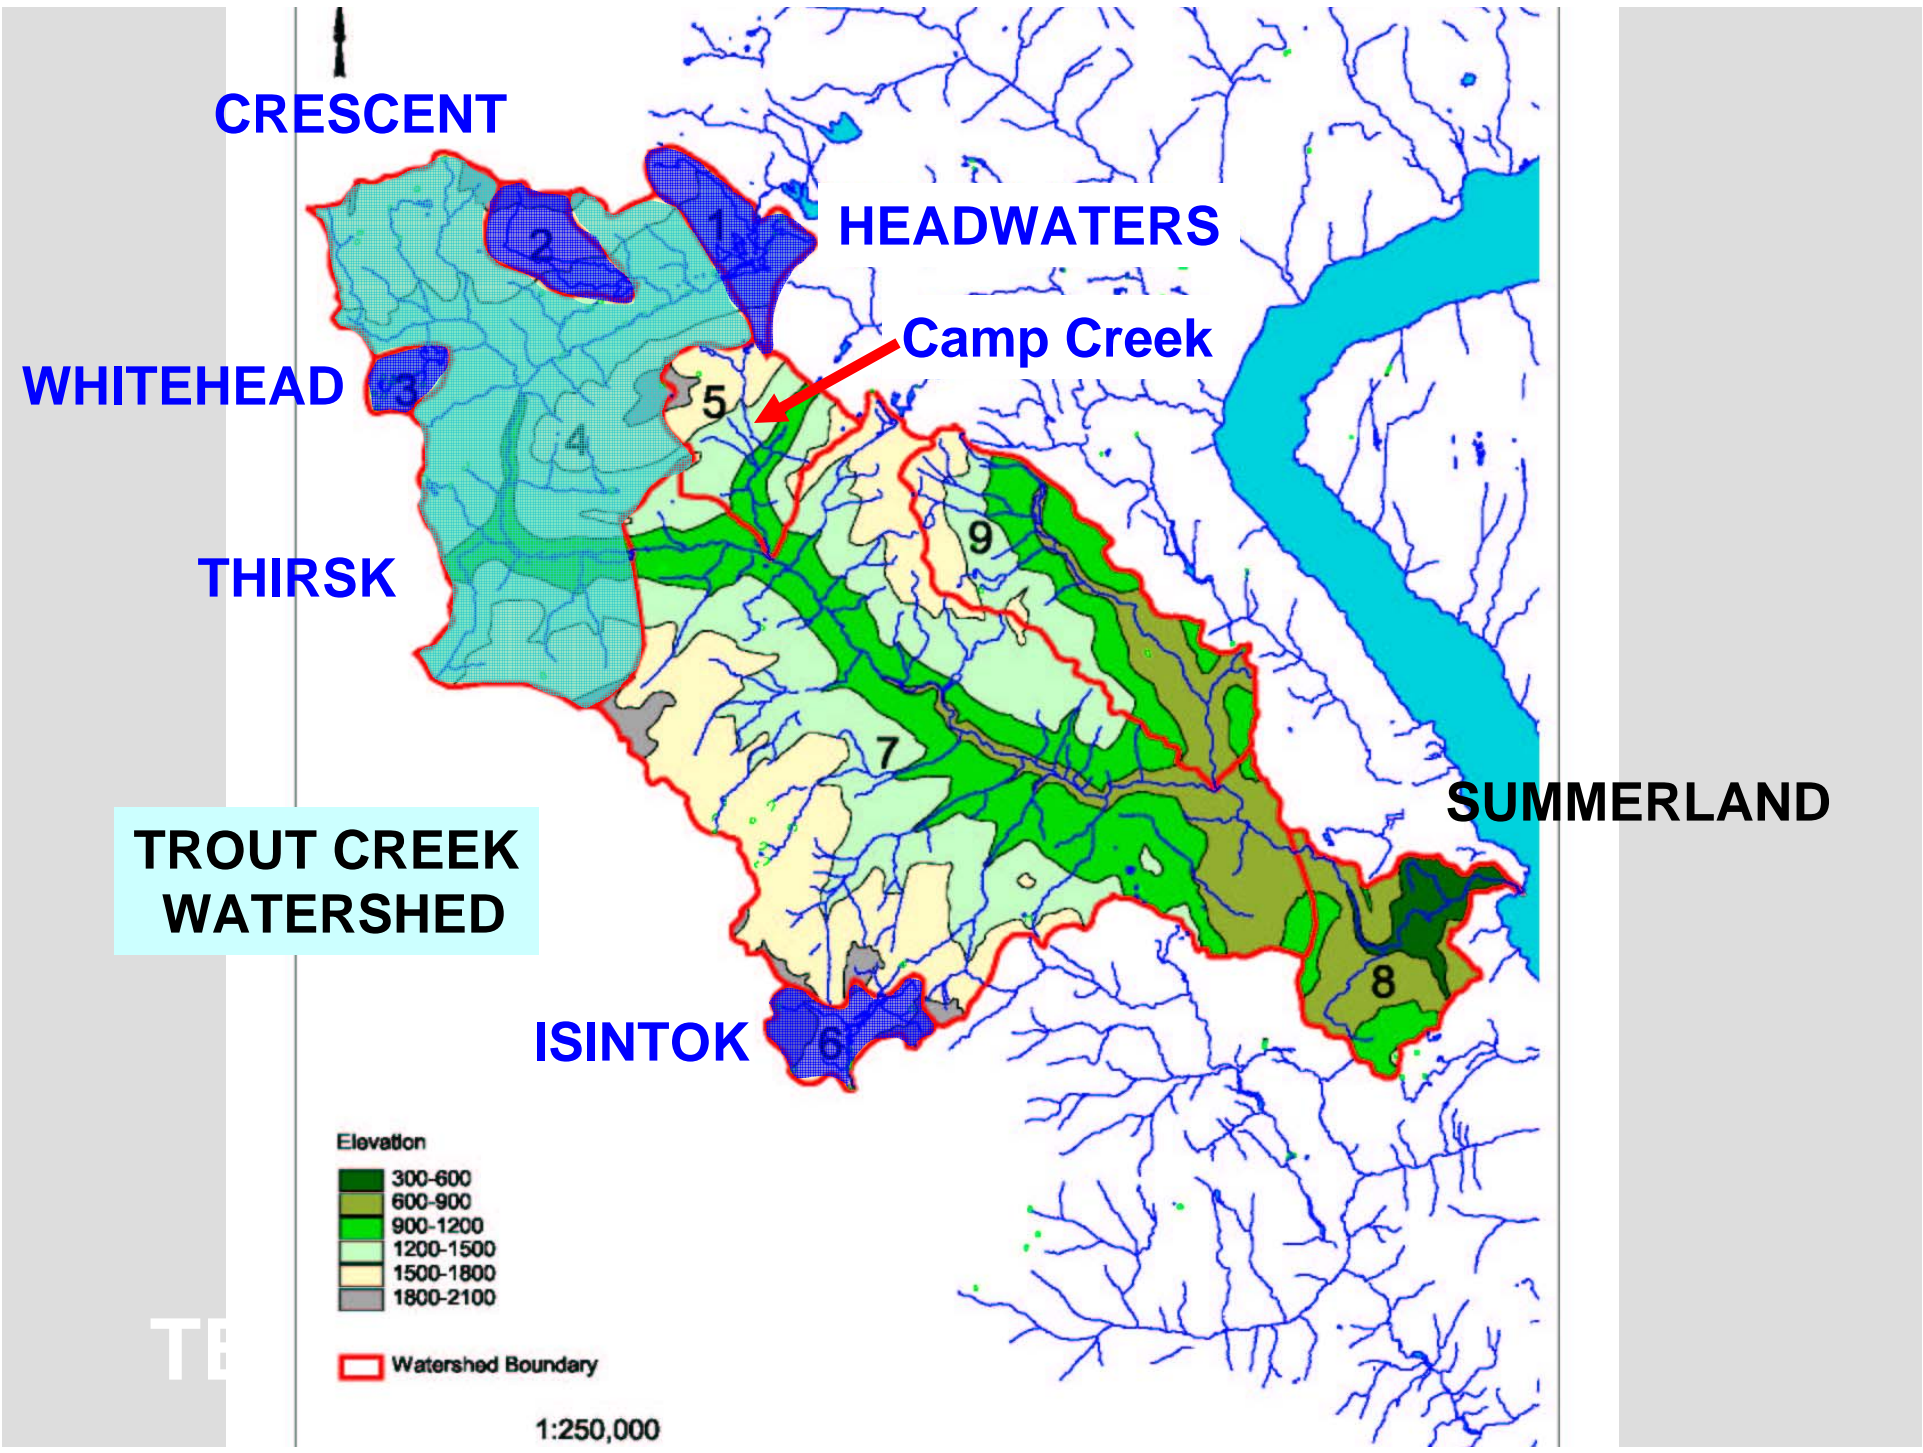 CRESCENT
HEADWATERS
1
2
Camp Creek
WHITEHEAD
3
5
4
9
THIRSK
7
SUMMERLAND
TROUT CREEK
WATERSHED
8
ISINTOK
6
Elevation
300-600
600-900
900-1200
1200-1500
1500-1800
1800-2100
TE
Watershed Boundary
1:250,000